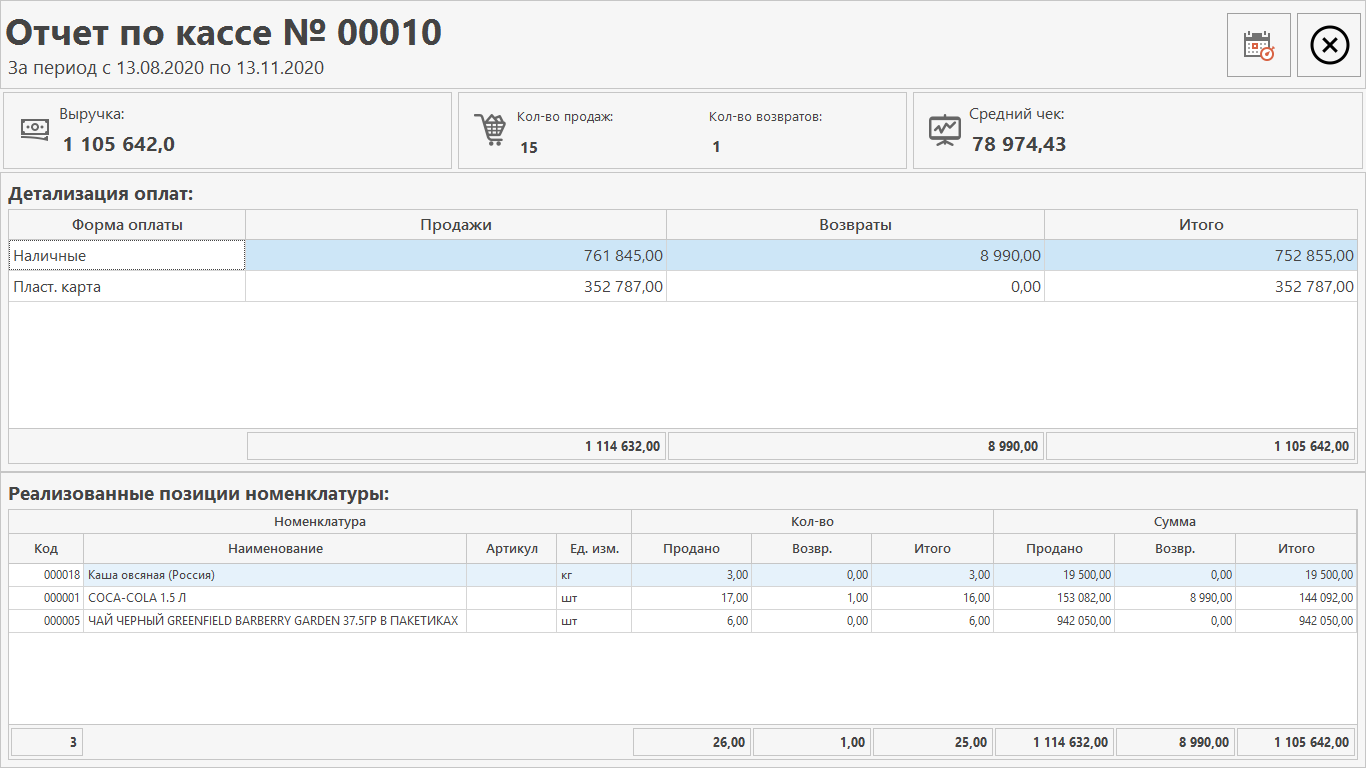 Отчет по кассе № 00010
За период с 13.08.2020 по 13.11.2020
Выручка:
1 105 642,0
Кол-во продаж: Кол-во возвратов:
15 1
Средний чек:
78 974,43
Детализация оплат:
Форма оплаты Продажи Возвраты Итого
Наличные 761 845,00 8 990,00 752 855,00
Пласт. карта 352 787,00 0,00 352 787,00
1 114 632,00 8 990,00 1 105 642,00
Реализованные позиции номенклатуры:
Номенклатура Кол-во Сумма
Код Наименование Артикул Ед. изм. Продано Возвр. Итого Продано Возвр. Итого
000018 Каша овсяная (Россия) кг 3,00 0,00 3,00 19 500,00 0,00 19 500,00
000001 COCA-COLA 1.5 Л шт 17,00 1,00 16,00 153 082,00 8 990,00 144 092,00
000005 ЧАЙ ЧЕРНЫЙ GREENFIELD BARBERRY GARDEN 37.5ГР В ПАКЕТИКАХ шт 6,00 0,00 6,00 942 050,00 0,00 942 050,00
3 26,00 1,00 25,00 1 114 632,00 8 990,00 1 105 642,00